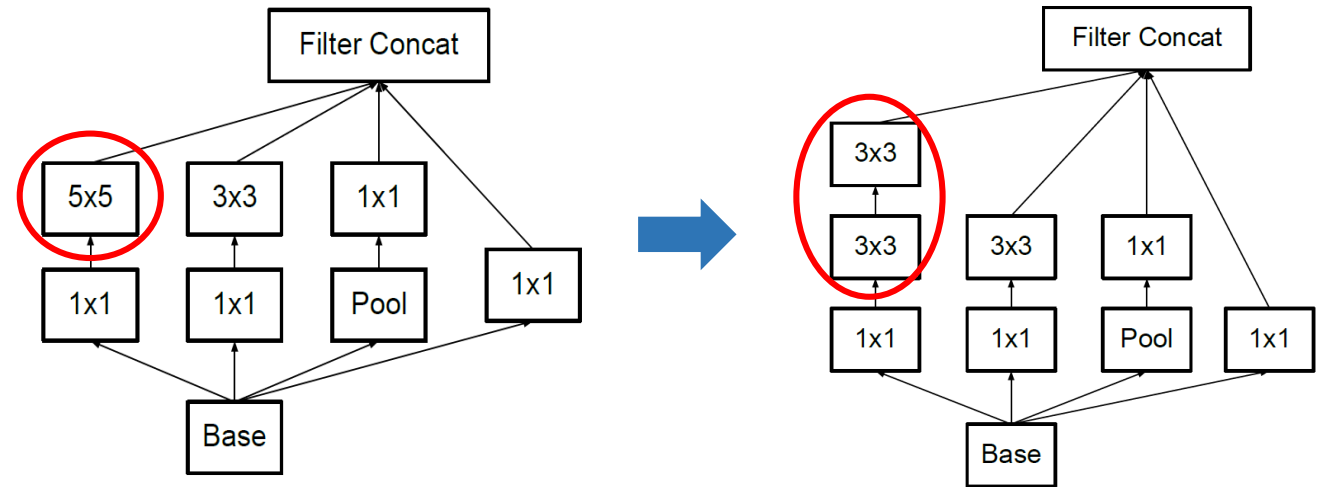 Filter Concat
5x5
3x3
1x1
1x1
1x1
Pool
1x1
Base
Filter Concat
3x3
3x3
3x3
1x1
1x1
1x1
Pool
1x1
Base